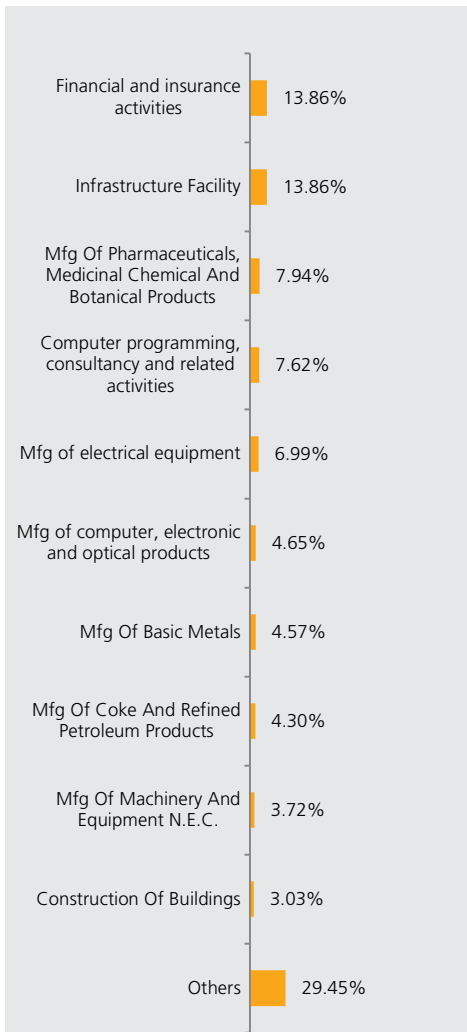 Financial and insurance
activities
13.86%
Infrastructure Facility
13.86%
Mfg Of Pharmaceuticals,
Medicinal Chemical And
Botanical Products
7.94%
Computer programming,
consultancy and related
activities
7.62%
Mfg of electrical equipment
6.99%
Mfg of computer, electronic
and optical products
4.65%
Mfg Of Basic Metals
4.57%
Mfg Of Coke And Refined
Petroleum Products
4.30%
Mfg Of Machinery And
Equipment N.E.C.
3.72%
Construction Of Buildings
3.03%
Others
29.45%